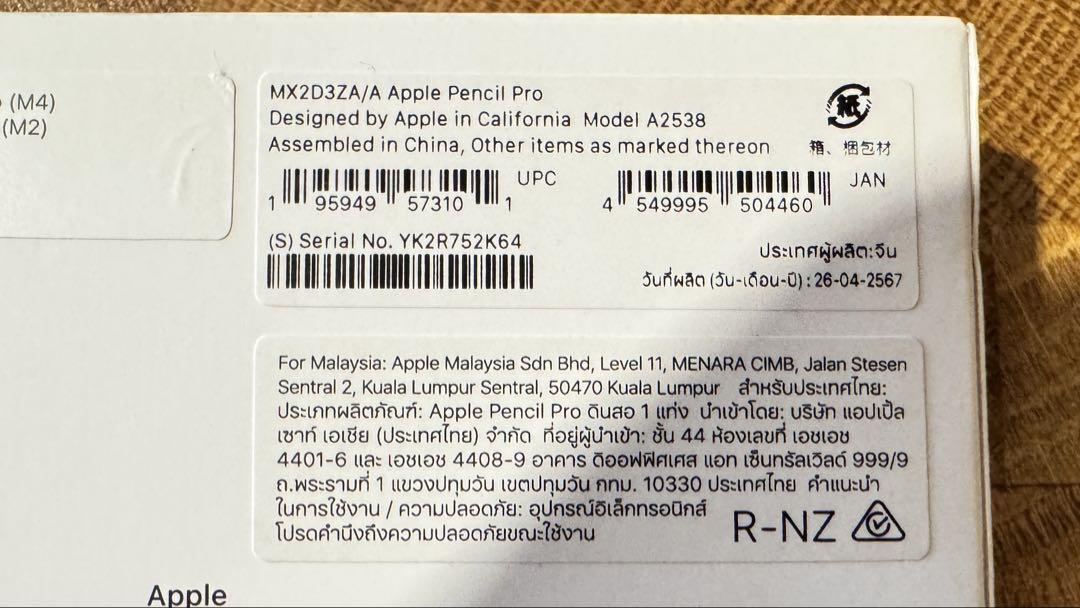 (M4)
(M2)
MX2D3ZA/A Apple Pencil Pro
Designed by Apple in California Model A2538
Assembled in China, Other items as marked thereon
紙
箱、梱包材
UPC
1 95949 57310 1
JAN
4 549995 504460
(S) Serial No. YK2R752K64
ประเทศผู้ผลิต:จีน
วันที่ผลิต (วัน-เดือน-ปี) : 26-04-2567
For Malaysia: Apple Malaysia Sdn Bhd, Level 11, MENARA CIMB, Jalan Stesen
Sentral 2, Kuala Lumpur Sentral, 50470 Kuala Lumpur สำหรับประเทศไทย:
ประเภทผลิตภัณฑ์: Apple Pencil Pro ดินสอ 1 แท่ง นำเข้าโดย: บริษัท แอปเปิ้ล
เซาท์ เอเชีย (ประเทศไทย) จำกัด ที่อยู่ผู้นำเข้า: ชั้น 44 ห้องเลขที่ เอชเอช
4401-6 และ เอชเอช 4408-9 อาคาร ดิออฟฟิศเศส แอท เซ็นทรัลเวิลด์ 999/9
ถ.พระรามที่ 1 แขวงปทุมวัน เขตปทุมวัน กทม. 10330 ประเทศไทย คำแนะนำ
ในการใช้งาน / ความปลอดภัย: อุปกรณ์อิเล็กทรอนิกส์
โปรดคำนึงถึงความปลอดภัยขณะใช้งาน
R-NZ
Apple